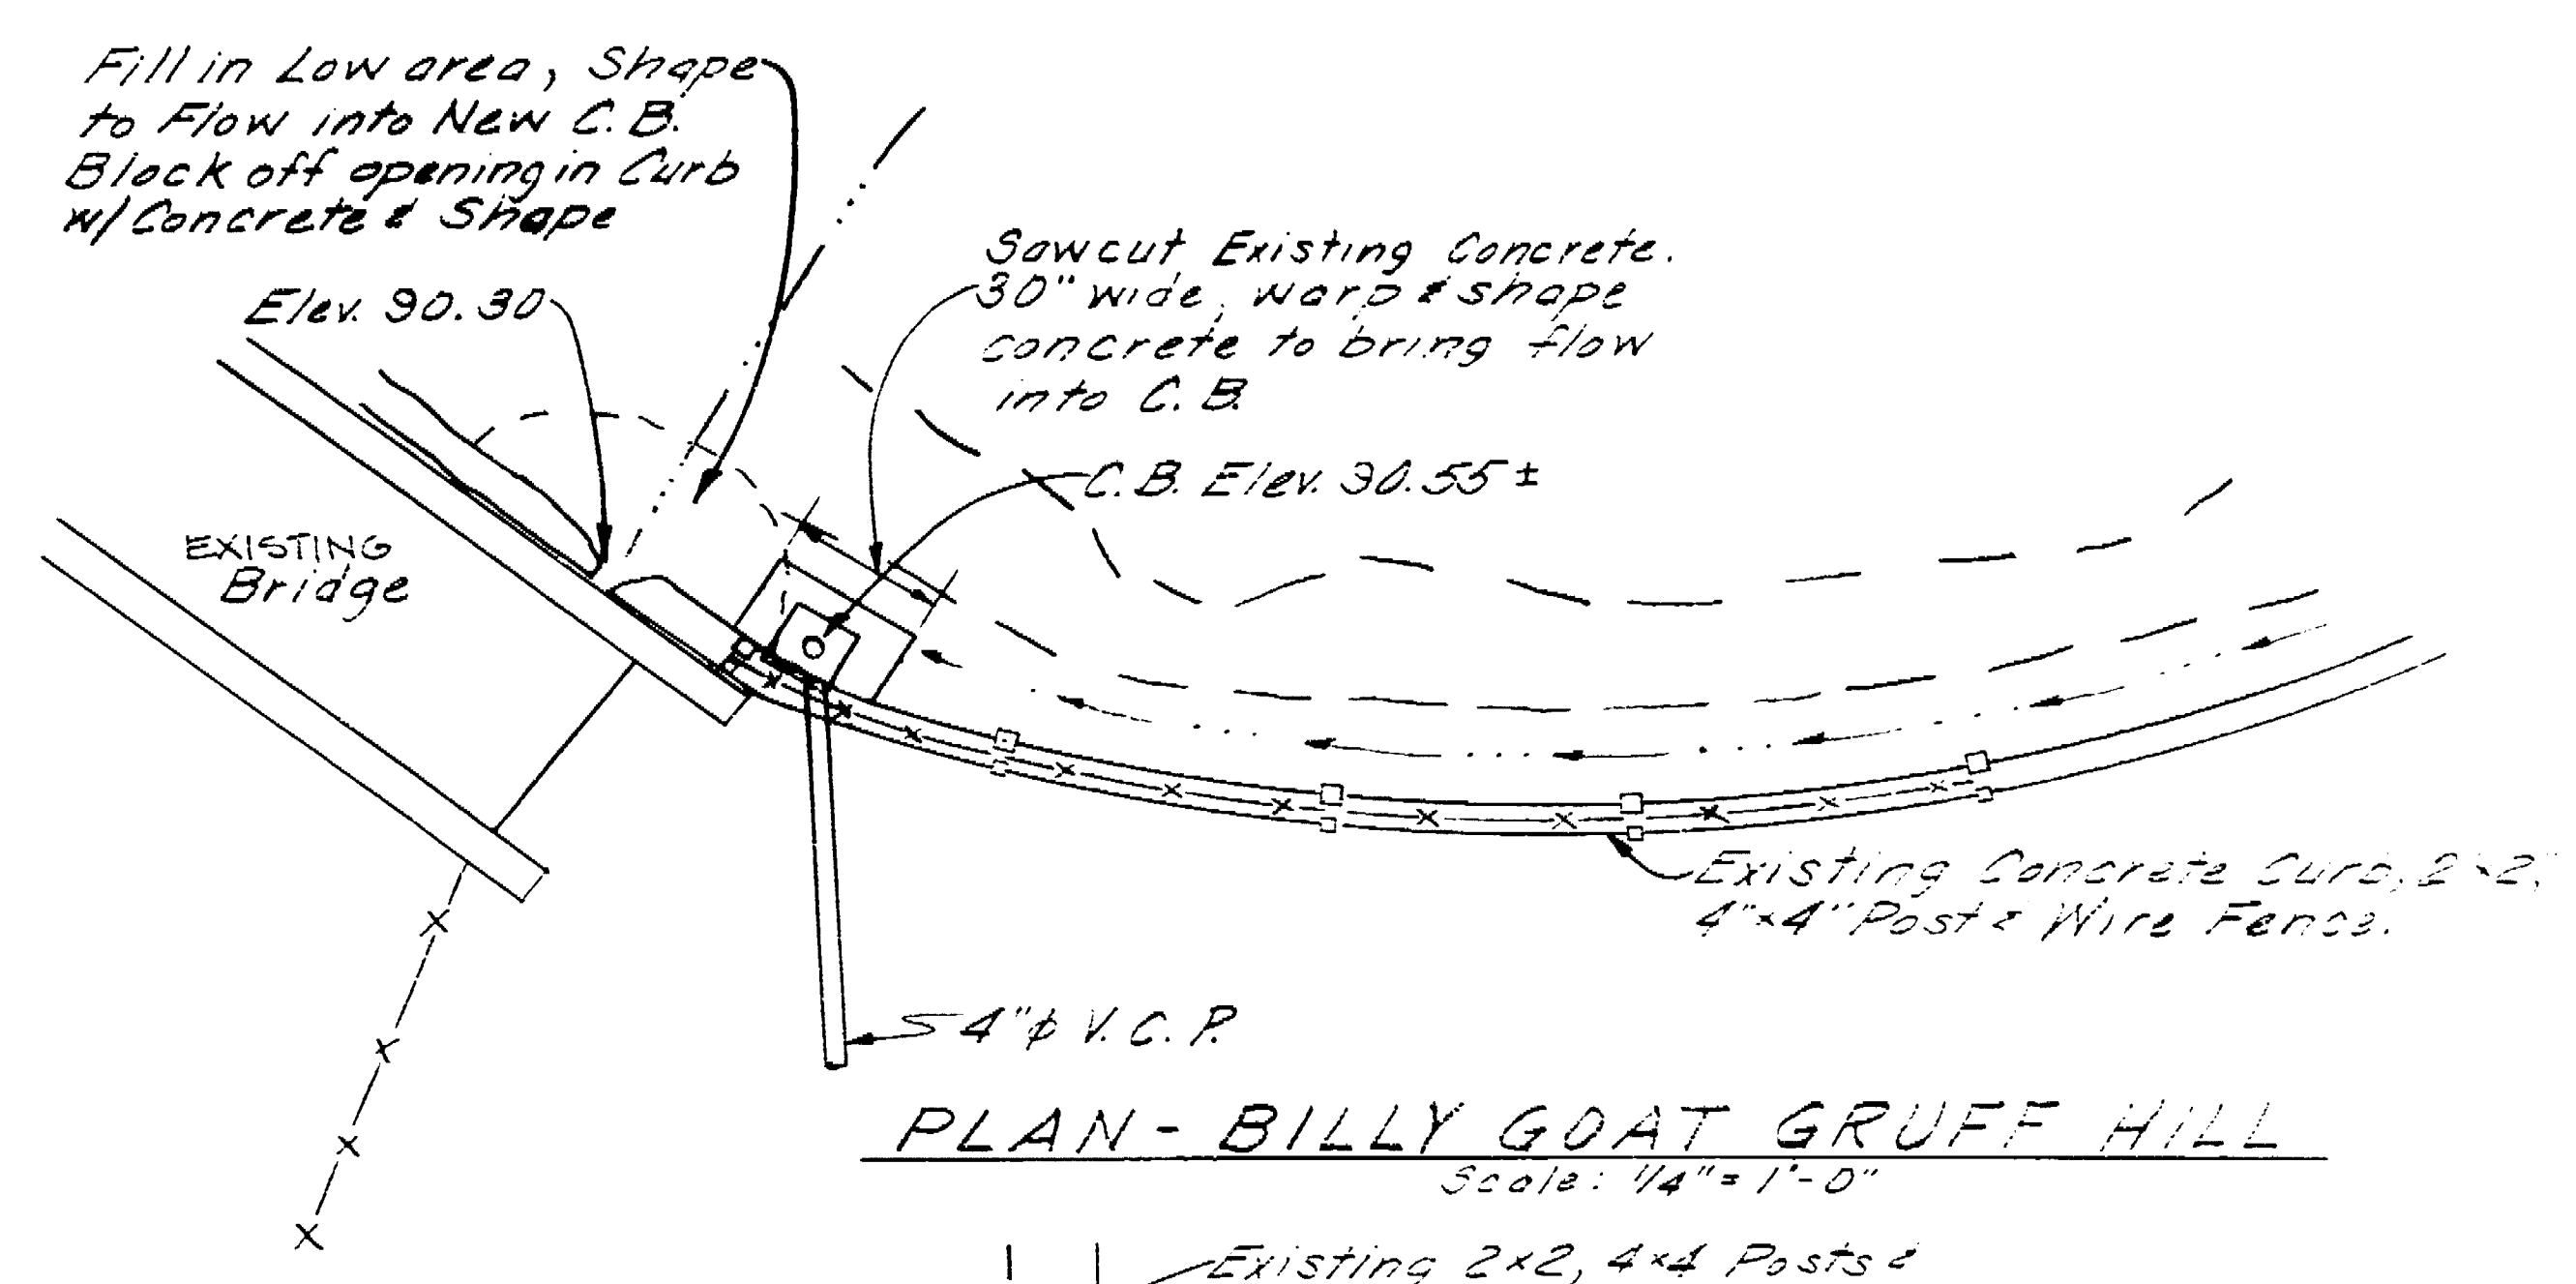 Fill in Low area, Shape
to Flow into New C.B.
Block off opening in Curb
w/ Concrete & Shape
Elev. 90.30
Sawcut Existing Concrete.
30" wide, warp & shape
concrete to bring flow
into C.B.
C.B. Elev. 90.55 ±
EXISTING
Bridge
Existing Concrete Curb, 2"×2",
4"×4" Post & Wire Fence.
4"ϕ V.C.P.
PLAN - BILLY GOAT GRUFF HILL
Scale: 1/4" = 1'-0"
Existing 2×2, 4×4 Posts &